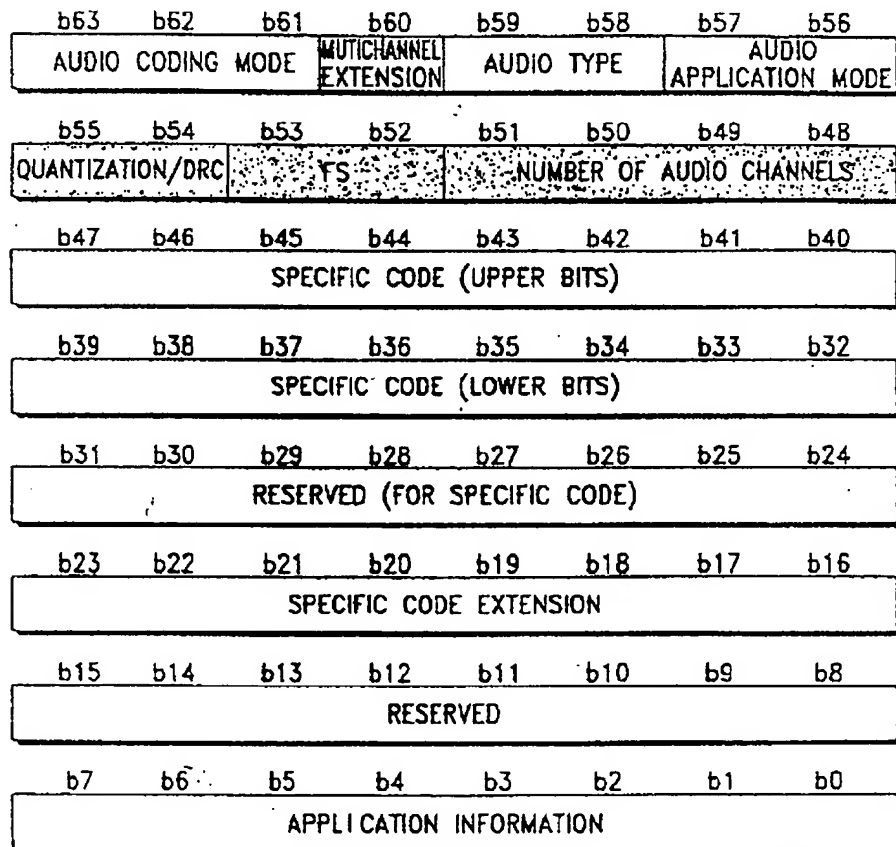 b63 b62 b61 b60 b59 b58 b57 b56
AUDIO CODING MODE
MUTICHANNEL
EXTENSION
AUDIO TYPE
AUDIO
APPLICATION MODE
b55 b54 b53 b52 b51 b50 b49 b48
QUANTIZATION/DRC
FS
NUMBER OF AUDIO CHANNELS
b47 b46 b45 b44 b43 b42 b41 b40
SPECIFIC CODE (UPPER BITS)
b39 b38 b37 b36 b35 b34 b33 b32
SPECIFIC CODE (LOWER BITS)
b31 b30 b29 b28 b27 b26 b25 b24
RESERVED (FOR SPECIFIC CODE)
b23 b22 b21 b20 b19 b18 b17 b16
SPECIFIC CODE EXTENSION
b15 b14 b13 b12 b11 b10 b9 b8
RESERVED
b7 b6 b5 b4 b3 b2 b1 b0
APPLICATION INFORMATION